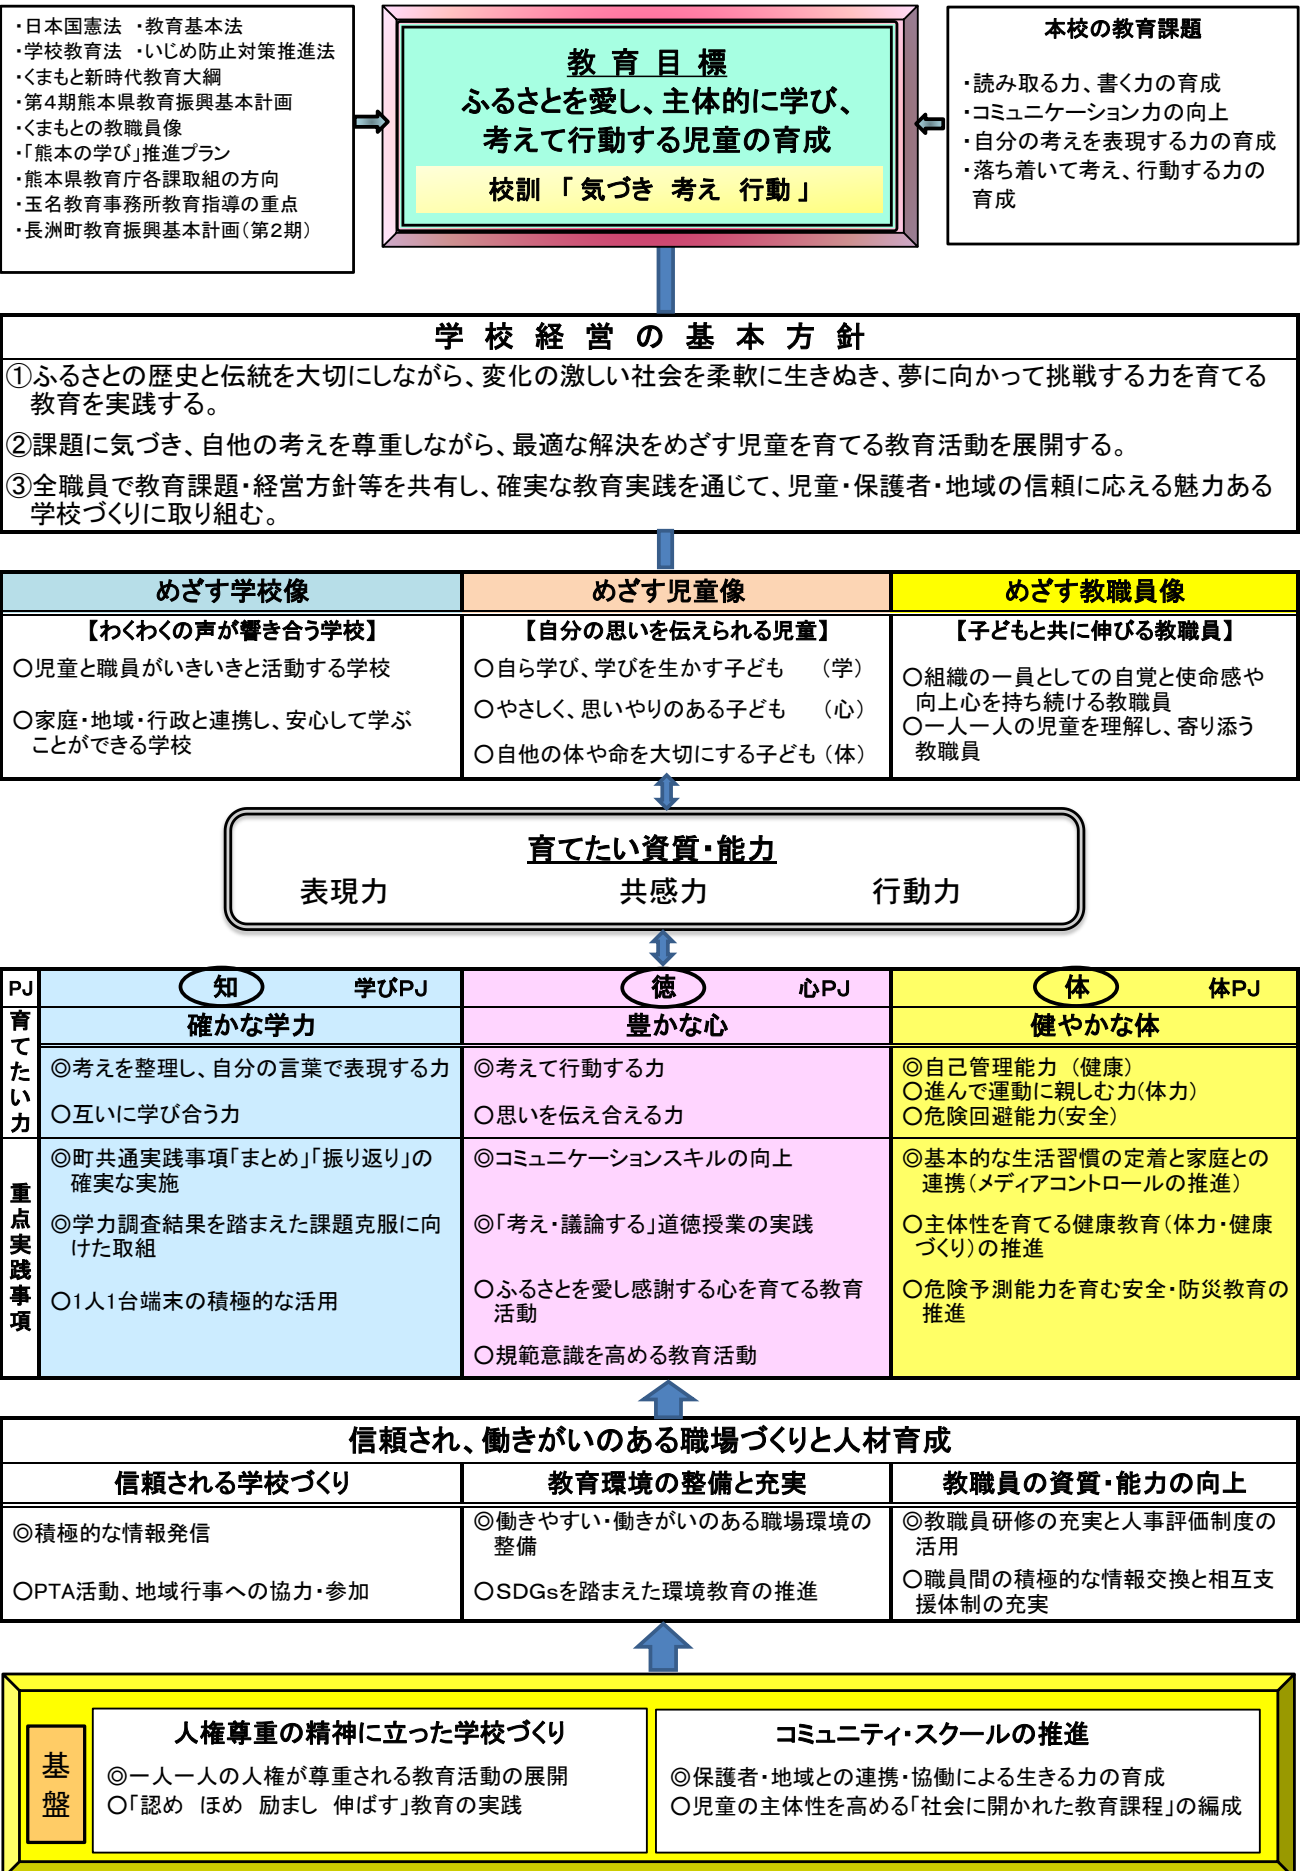 ・日本国憲法 ・教育基本法
・学校教育法 ・いじめ防止対策推進法
・くまもと新時代教育大綱
・第4期熊本県教育振興基本計画
・くまもとの教職員像
・「熊本の学び」推進プラン
・熊本県教育庁各課取組の方向
・玉名教育事務所教育指導の重点
・長洲町教育振興基本計画（第2期）
教 育 目 標
ふるさとを愛し、主体的に学び、
考えて行動する児童の育成
校訓 「 気づき 考え 行動 」
本校の教育課題
・読み取る力、書く力の育成
・コミュニケーション力の向上
・自分の考えを表現する力の育成
・落ち着いて考え、行動する力の
育成
学 校 経 営 の 基 本 方 針
①ふるさとの歴史と伝統を大切にしながら、変化の激しい社会を柔軟に生きぬき、夢に向かって挑戦する力を育てる
教育を実践する。
②課題に気づき、自他の考えを尊重しながら、最適な解決をめざす児童を育てる教育活動を展開する。
③全職員で教育課題・経営方針等を共有し、確実な教育実践を通じて、児童・保護者・地域の信頼に応える魅力ある
学校づくりに取り組む。
めざす学校像
【わくわくの声が響き合う学校】
○児童と職員がいきいきと活動する学校
○家庭・地域・行政と連携し、安心して学ぶ
ことができる学校
めざす児童像
【自分の思いを伝えられる児童】
○自ら学び、学びを生かす子ども （学）
○やさしく、思いやりのある子ども （心）
○自他の体や命を大切にする子ども （体）
めざす教職員像
【子どもと共に伸びる教職員】
○組織の一員としての自覚と使命感や
向上心を持ち続ける教職員
○一人一人の児童を理解し、寄り添う
教職員
育てたい資質・能力
表現力 共感力 行動力
PJ
知 学びPJ
徳 心PJ
体 体PJ
育てたい力
確かな学力
◎考えを整理し、自分の言葉で表現する力
○互いに学び合う力
豊かな心
◎考えて行動する力
○思いを伝え合える力
健やかな体
◎自己管理能力 （健康）
○進んで運動に親しむ力(体力)
○危険回避能力(安全)
重点実践事項
◎町共通実践事項「まとめ」「振り返り」の
確実な実施
◎学力調査結果を踏まえた課題克服に向
けた取組
○1人1台端末の積極的な活用
◎コミュニケーションスキルの向上
◎「考え・議論する」道徳授業の実践
○ふるさとを愛し感謝する心を育てる教育
活動
○規範意識を高める教育活動
◎基本的な生活習慣の定着と家庭との
連携（メディアコントロールの推進）
○主体性を育てる健康教育（体力・健康
づくり）の推進
○危険予測能力を育む安全・防災教育の
推進
信頼され、働きがいのある職場づくりと人材育成
信頼される学校づくり
◎積極的な情報発信
○PTA活動、地域行事への協力・参加
教育環境の整備と充実
◎働きやすい・働きがいのある職場環境の
整備
○SDGsを踏まえた環境教育の推進
教職員の資質・能力の向上
◎教職員研修の充実と人事評価制度の
活用
○職員間の積極的な情報交換と相互支
援体制の充実
基盤
人権尊重の精神に立った学校づくり
◎一人一人の人権が尊重される教育活動の展開
○「認め ほめ 励まし 伸ばす」教育の実践
コミュニティ・スクールの推進
◎保護者・地域との連携・協働による生きる力の育成
○児童の主体性を高める「社会に開かれた教育課程」の編成